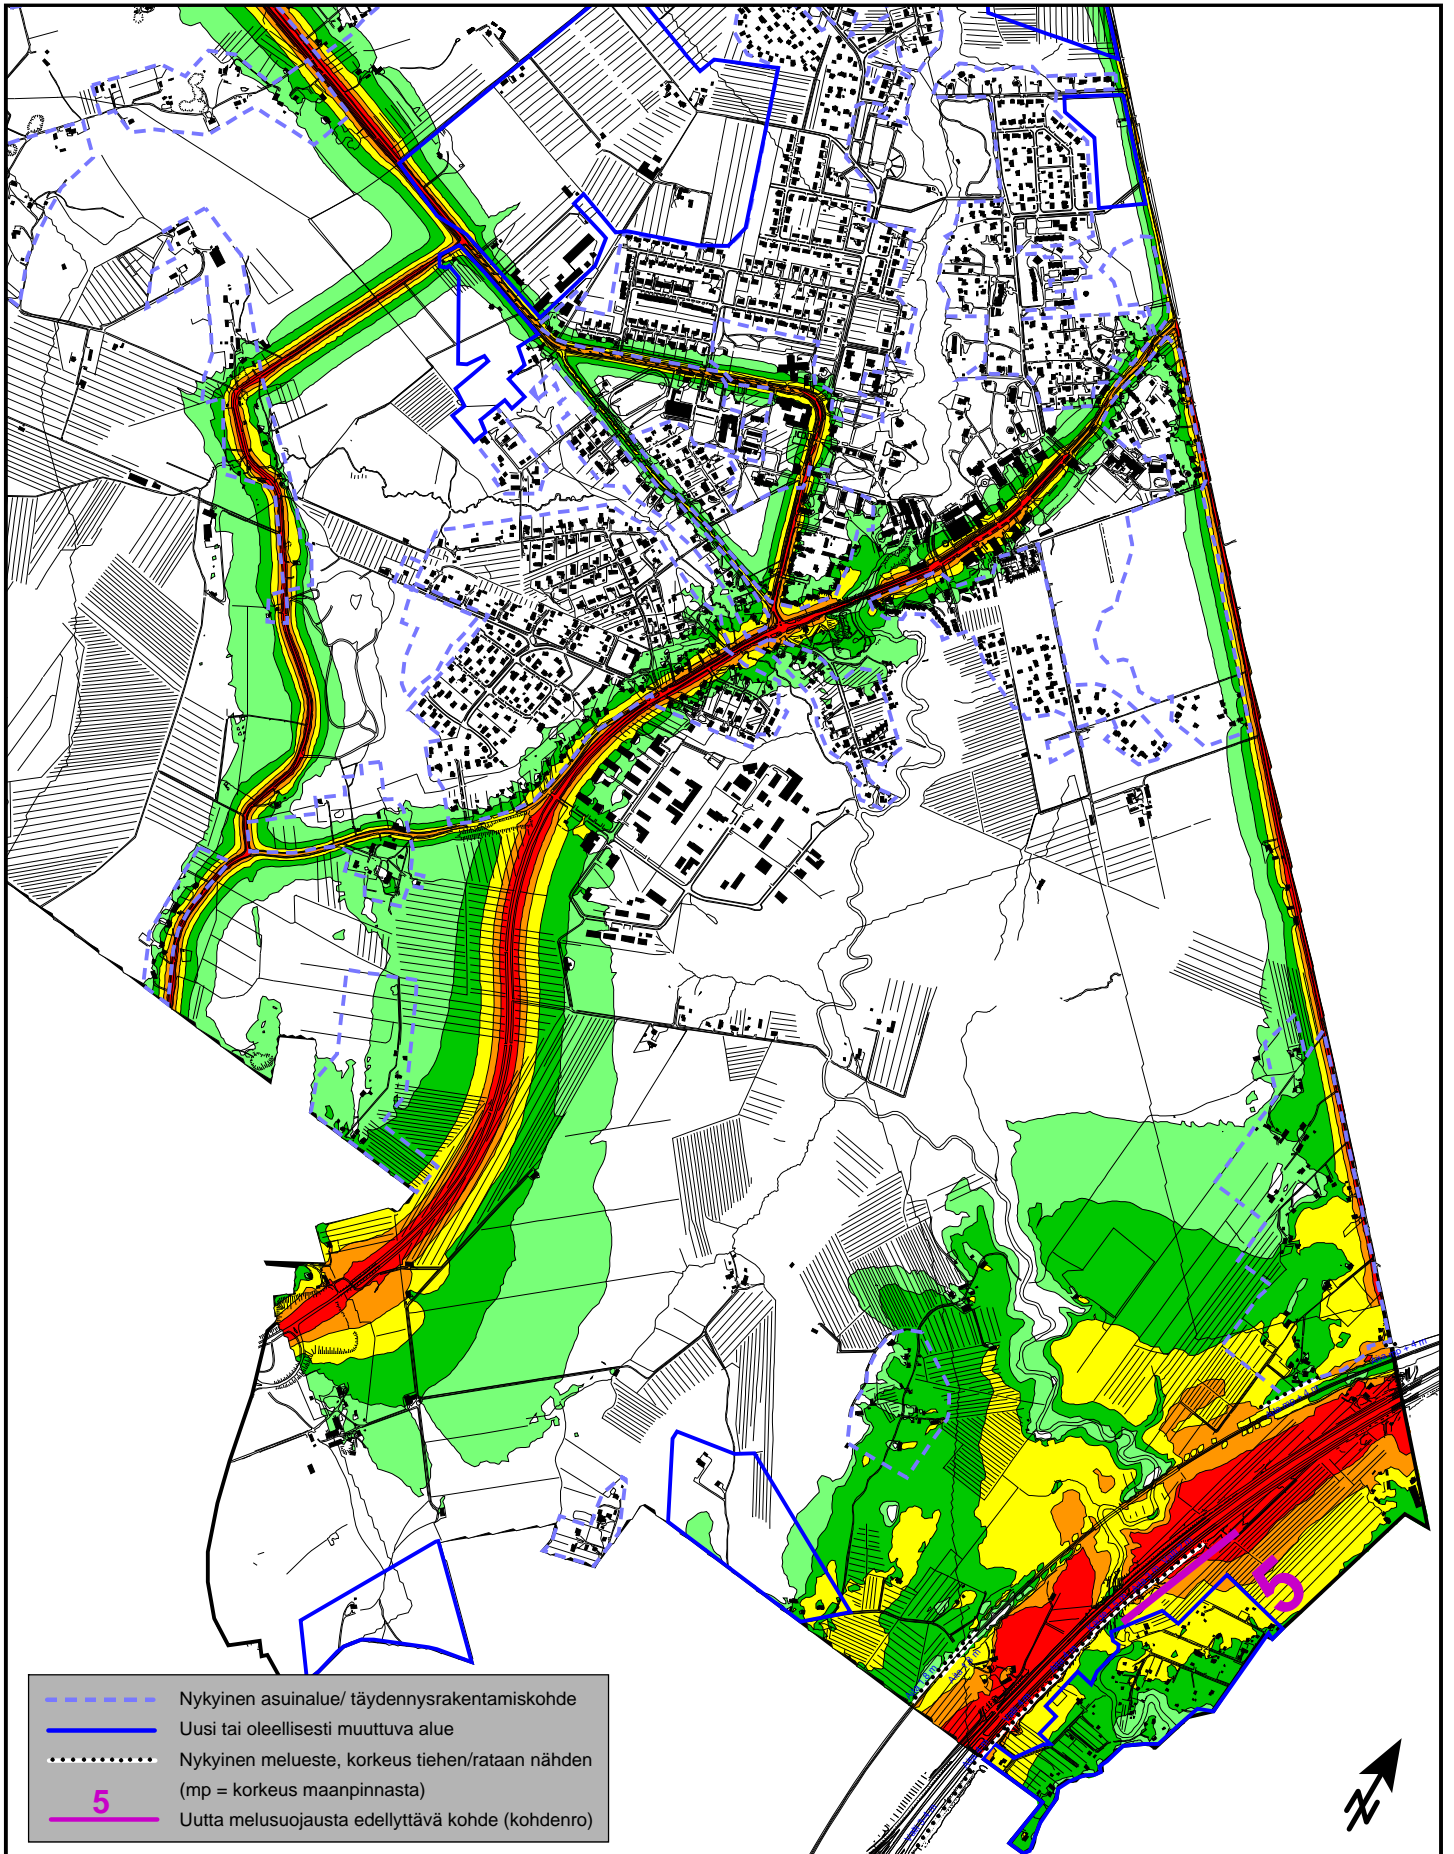 5
Nykyinen asuinalue/ täydennysrakentamiskohde
Uusi tai oleellisesti muuttuva alue
Nykyinen melueste, korkeus tiehen/rataan nähden
(mp = korkeus maanpinnasta)
5
Uutta melusuojausta edellyttävä kohde (kohdenro)
N